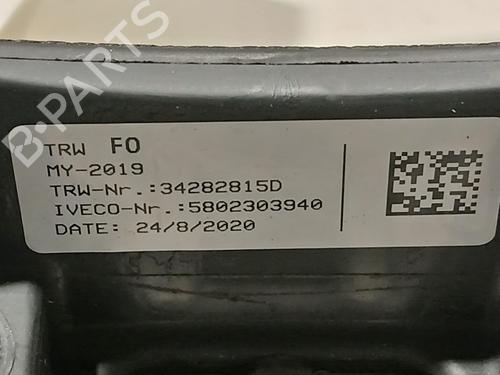 B-PARTS
TRW FO
MY-2019
TRW-Nr.:34282815D
IVECO-Nr.:5802303940
DATE: 24/8/2020